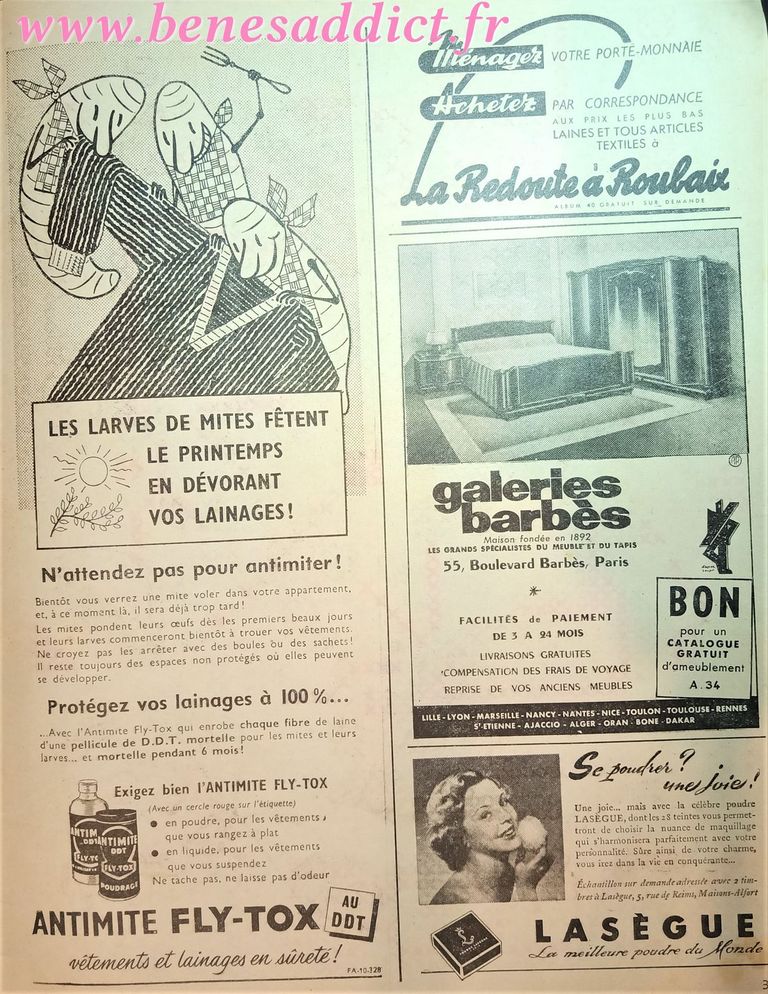 www.benesaddict.fr
LES LARVES DE MITES FÊTENT
LE PRINTEMPS
EN DÉVORANT
VOS LAINAGES !
N'attendez pas pour antimiter !
Bientôt vous verrez une mite voler dans votre appartement,
et, à ce moment là, il sera déjà trop tard !
Les mites pondent leurs œufs dès les premiers beaux jours
et leurs larves commenceront bientôt à trouer vos vêtements.
Ne croyez pas les arrêter avec des boules ou des sachets !
Il reste toujours des espaces non protégés où elles peuvent
se développer.
Protégez vos lainages à 100 %...
...Avec l'Antimite Fly-Tox qui enrobe chaque fibre de laine
d'une pellicule de D.D.T. mortelle pour les mites et leurs
larves... et mortelle pendant 6 mois !
Exigez bien l'ANTIMITE FLY-TOX
(Avec un cercle rouge sur l'étiquette)
● en poudre, pour les vêtements
que vous rangez à plat
● en liquide, pour les vêtements
que vous suspendez
Ne tache pas, ne laisse pas d'odeur
ANTIMITE
DDT
FLY-TOX
POUDRAGE
ANTIMITE FLY-TOX AU
DDT
vêtements et lainages en sûreté !
FA-10-128
Ménagez VOTRE PORTE-MONNAIE
Achetez PAR CORRESPONDANCE
AUX PRIX LES PLUS BAS
LAINES ET TOUS ARTICLES
TEXTILES à
La Redoute à Roubaix
ALBUM 40 GRATUIT SUR DEMANDE
galeries
barbès
Maison fondée en 1892
LES GRANDS SPÉCIALISTES DU MEUBLE ET DU TAPIS
55, Boulevard Barbès, Paris
FACILITÉS de PAIEMENT
DE 3 A 24 MOIS
LIVRAISONS GRATUITES
COMPENSATION DES FRAIS DE VOYAGE
REPRISE DE VOS ANCIENS MEUBLES
BON
pour un
CATALOGUE
GRATUIT
d'ameublement
A. 34
LILLE - LYON - MARSEILLE - NANCY - NANTES - NICE - TOULON - TOULOUSE - RENNES
St-ETIENNE - AJACCIO - ALGER - ORAN - BONE - DAKAR
Se poudrer ?
une joie !
Une joie... mais avec la célèbre poudre
LASÈGUE, dont les 28 teintes vous permet-
tront de choisir la nuance de maquillage
qui s'harmonisera parfaitement avec votre
personnalité. Sûre ainsi de votre charme,
vous irez dans la vie en conquérante...
Échantillon sur demande adressée avec 2 tim-
bres à Lasègue, 5, rue de Reims, Maisons-Alfort
LASÈGUE
La meilleure poudre du Monde
3